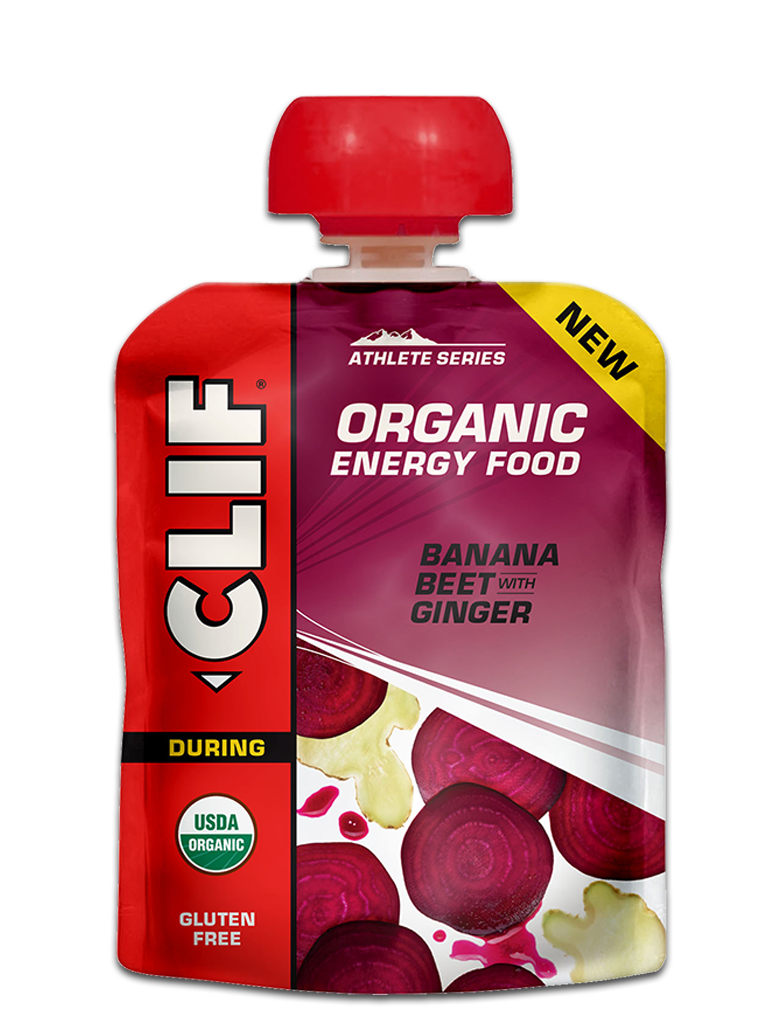 CLIF®
DURING
USDA
ORGANIC
GLUTEN
FREE
ATHLETE SERIES
NEW
ORGANIC
ENERGY FOOD
BANANA
BEET WITH
GINGER